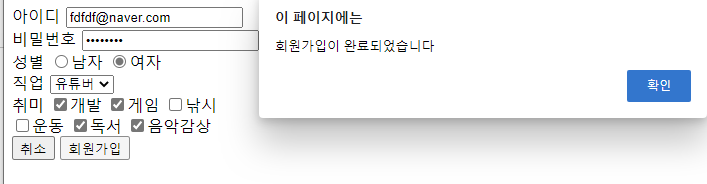 아이디 fdfdf@naver.com
비밀번호 ••••••••
성별 남자 여자
직업 유튜버
취미 개발 게임 낚시
운동 독서 음악감상
취소 회원가입
이 페이지에는
회원가입이 완료되었습니다
확인